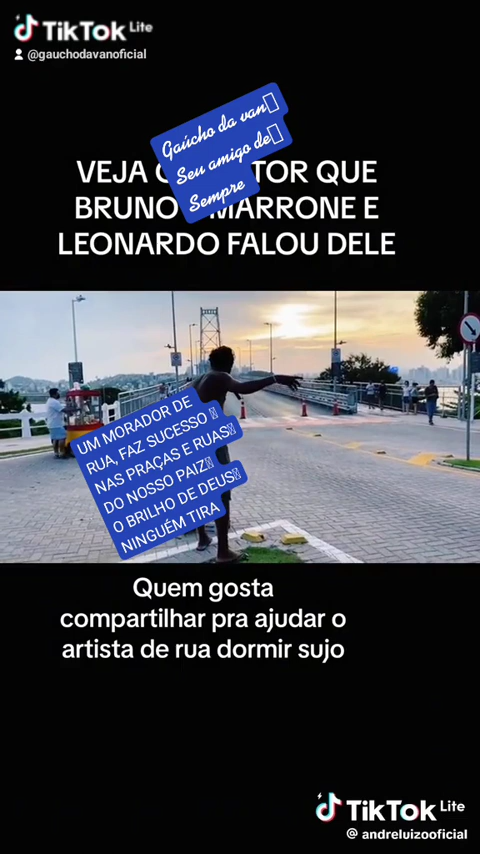 TikTok Lite
@gauchodavanoficial
Gaúcho da van
Seu amigo de
Sempre
VEJA TOR QUE
BRUNO MARRONE E
LEONARDO FALOU DELE
UM MORADOR DE
RUA, FAZ SUCESSO
NAS PRAÇAS E RUAS
DO NOSSO PAIZ
O BRILHO DE DEUS
NINGUÉM TIRA
Quem gosta
compartilhar pra ajudar o
artista de rua dormir sujo
TikTok Lite
@ andreluizooficial